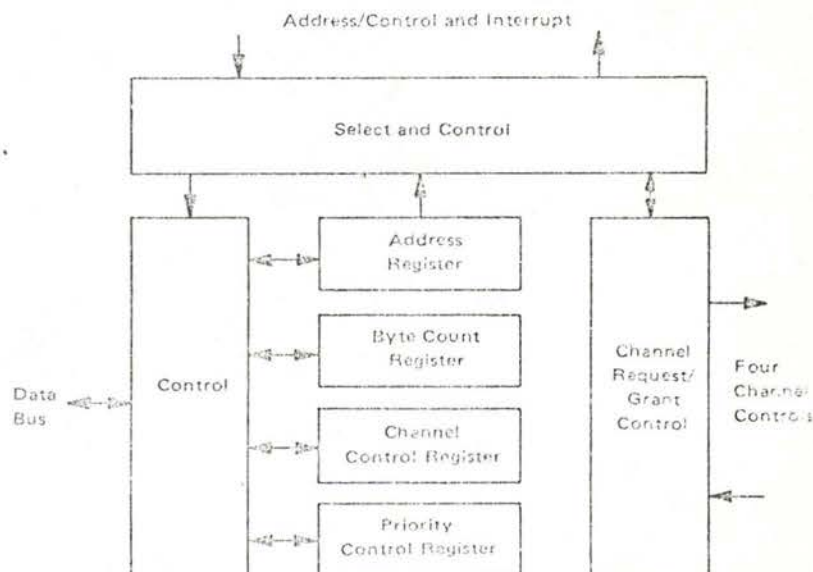 Address/Control and Interrupt
Select and Control
Address
Register
Byte Count
Register
Channel
Control Register
Priority
Control Register
Control
Data
Bus
Channel
Request/
Grant
Control
Four
Channel
Controls